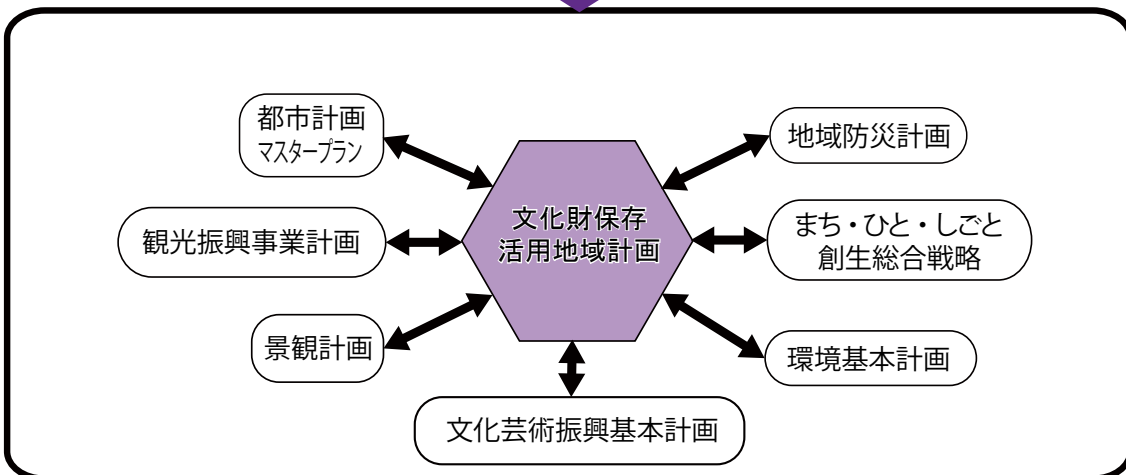 都市計画
マスタープラン
地域防災計画
文化財保存
活用地域計画
観光振興事業計画
まち・ひと・しごと
創生総合戦略
景観計画
環境基本計画
文化芸術振興基本計画